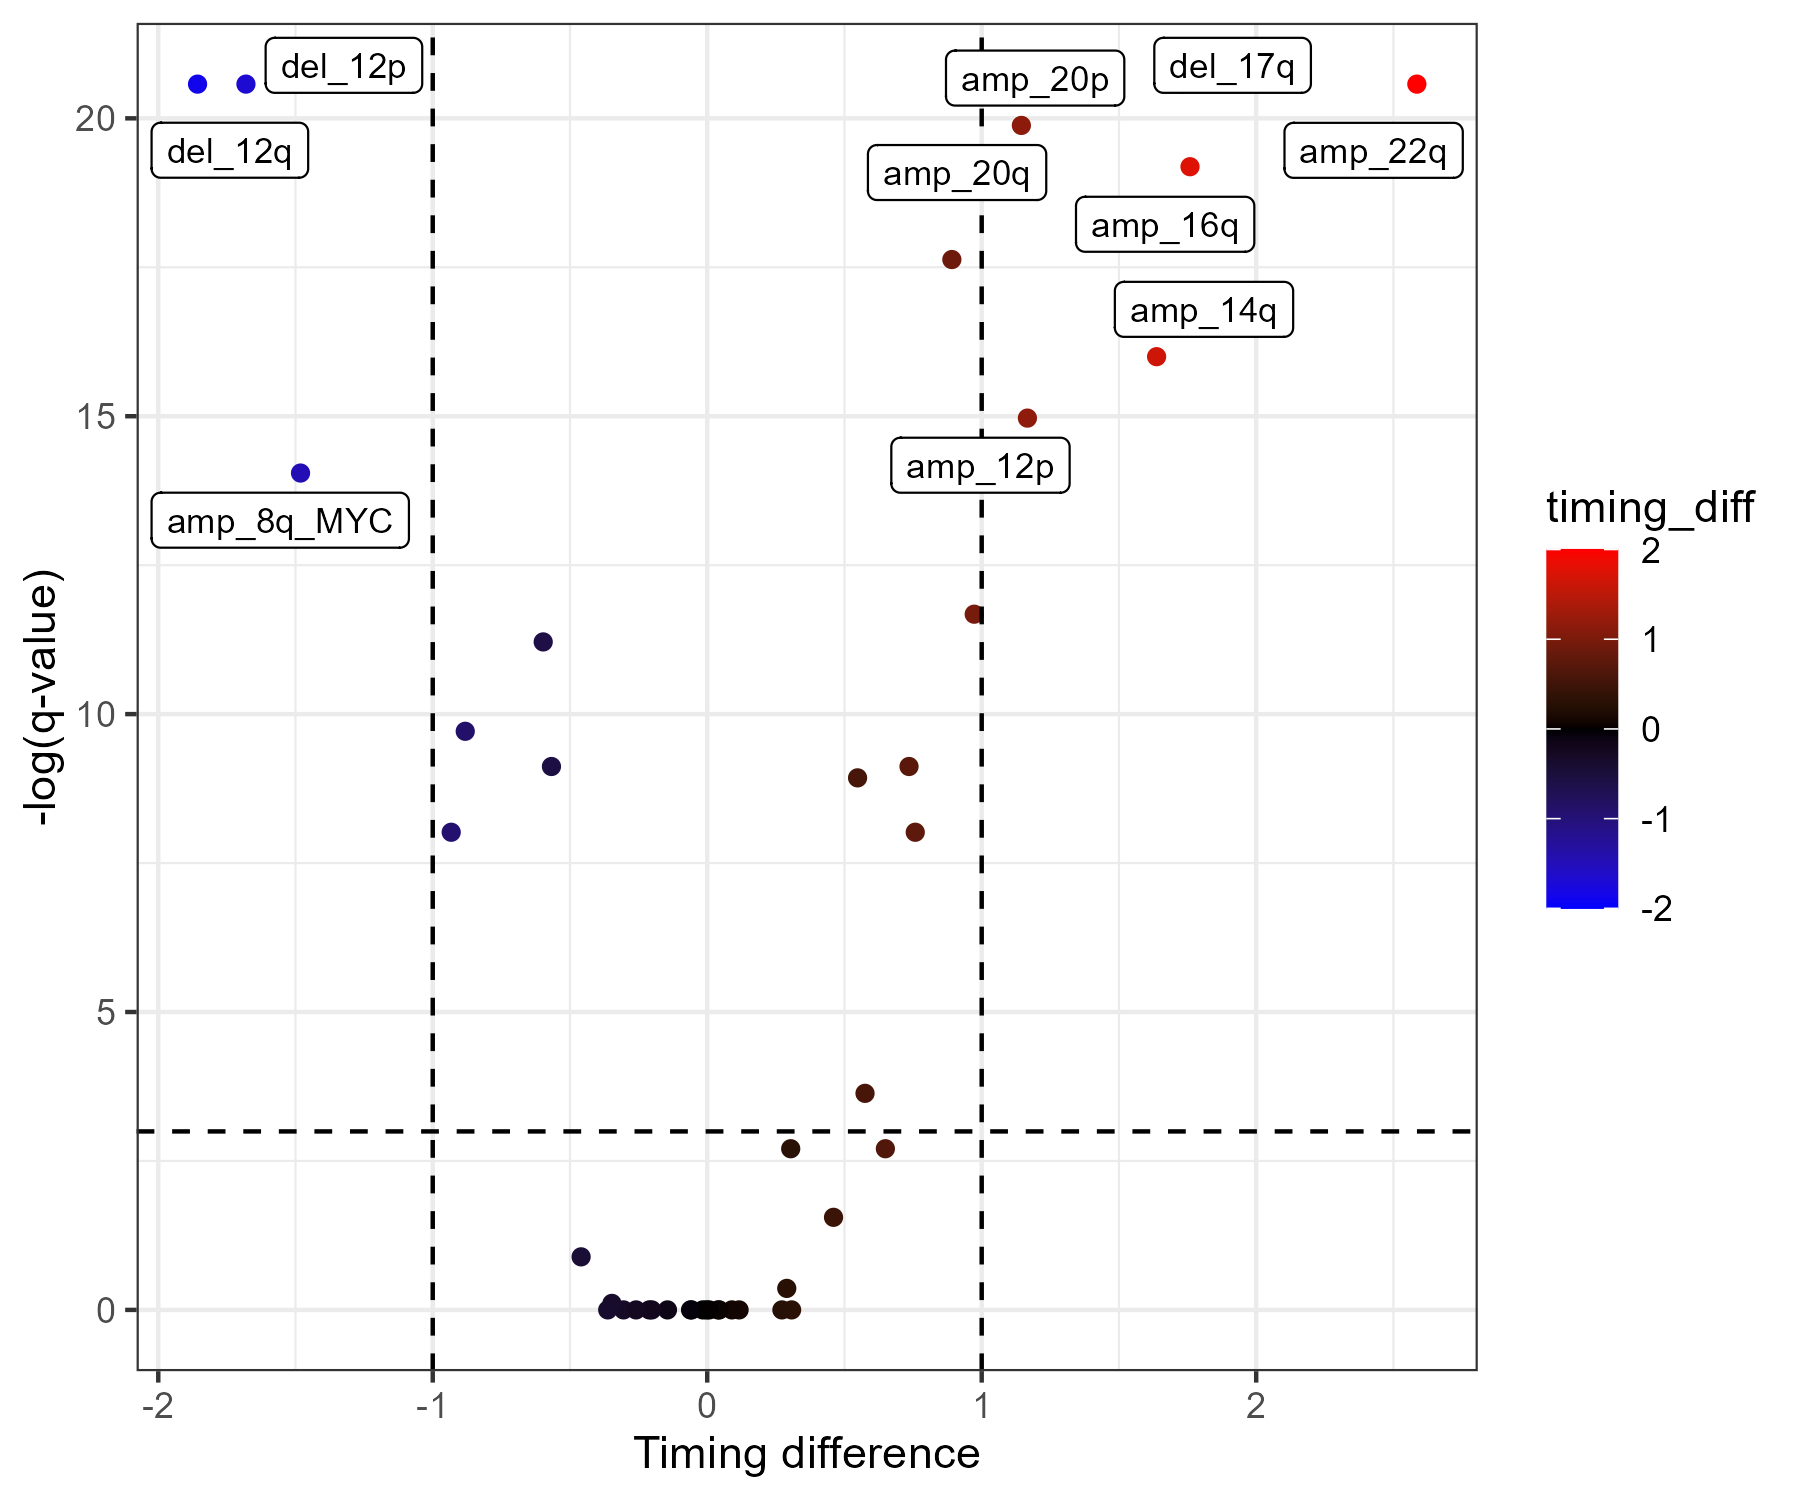 del_12p
amp_20p
del_17q
del_12q
amp_20q
amp_22q
amp_16q
amp_14q
amp_12p
amp_8q_MYC
20
15
10
5
0
-log(q-value)
-2
-1
0
1
2
Timing difference
timing_diff
2
1
0
-1
-2